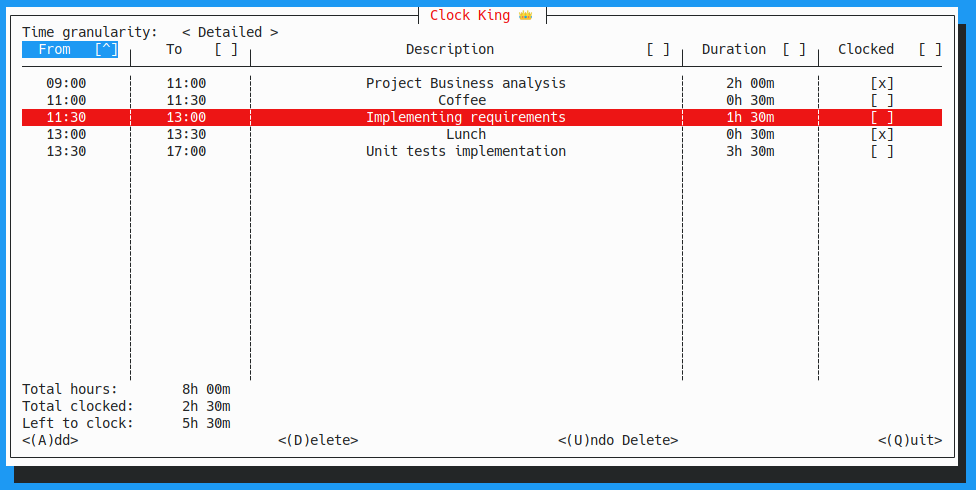 Clock King 👑
Time granularity: < Detailed >
From [^] To [ ] Description [ ] Duration [ ] Clocked [ ]
09:00 11:00 Project Business analysis 2h 00m [x]
11:00 11:30 Coffee 0h 30m [ ]
11:30 13:00 Implementing requirements 1h 30m [ ]
13:00 13:30 Lunch 0h 30m [x]
13:30 17:00 Unit tests implementation 3h 30m [ ]
Total hours: 8h 00m
Total clocked: 2h 30m
Left to clock: 5h 30m
<(A)dd> <(D)elete> <(U)ndo Delete> <(Q)uit>